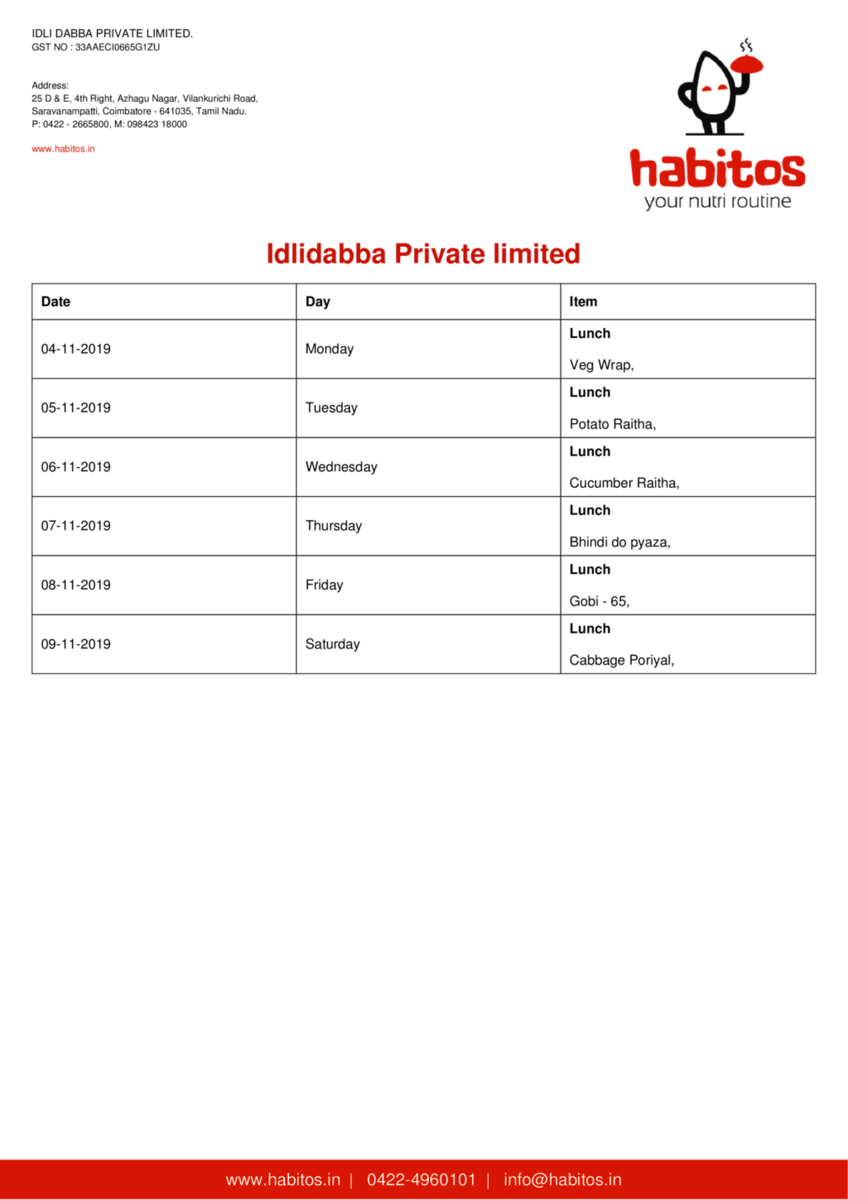 IDLI DABBA PRIVATE LIMITED.
GST NO : 33AAECI0665G1ZU
Address:
25 D & E, 4th Right, Azhagu Nagar, Vilankurichi Road,
Saravanampatti, Coimbatore - 641035, Tamil Nadu.
P: 0422 - 2665800, M: 098423 18000
www.habitos.in
habitos
your nutri routine
Idlidabba Private limited
Date Day Item
04-11-2019 Monday Lunch
Veg Wrap,
05-11-2019 Tuesday Lunch
Potato Raitha,
06-11-2019 Wednesday Lunch
Cucumber Raitha,
07-11-2019 Thursday Lunch
Bhindi do pyaza,
08-11-2019 Friday Lunch
Gobi - 65,
09-11-2019 Saturday Lunch
Cabbage Poriyal,
www.habitos.in | 0422-4960101 | info@habitos.in